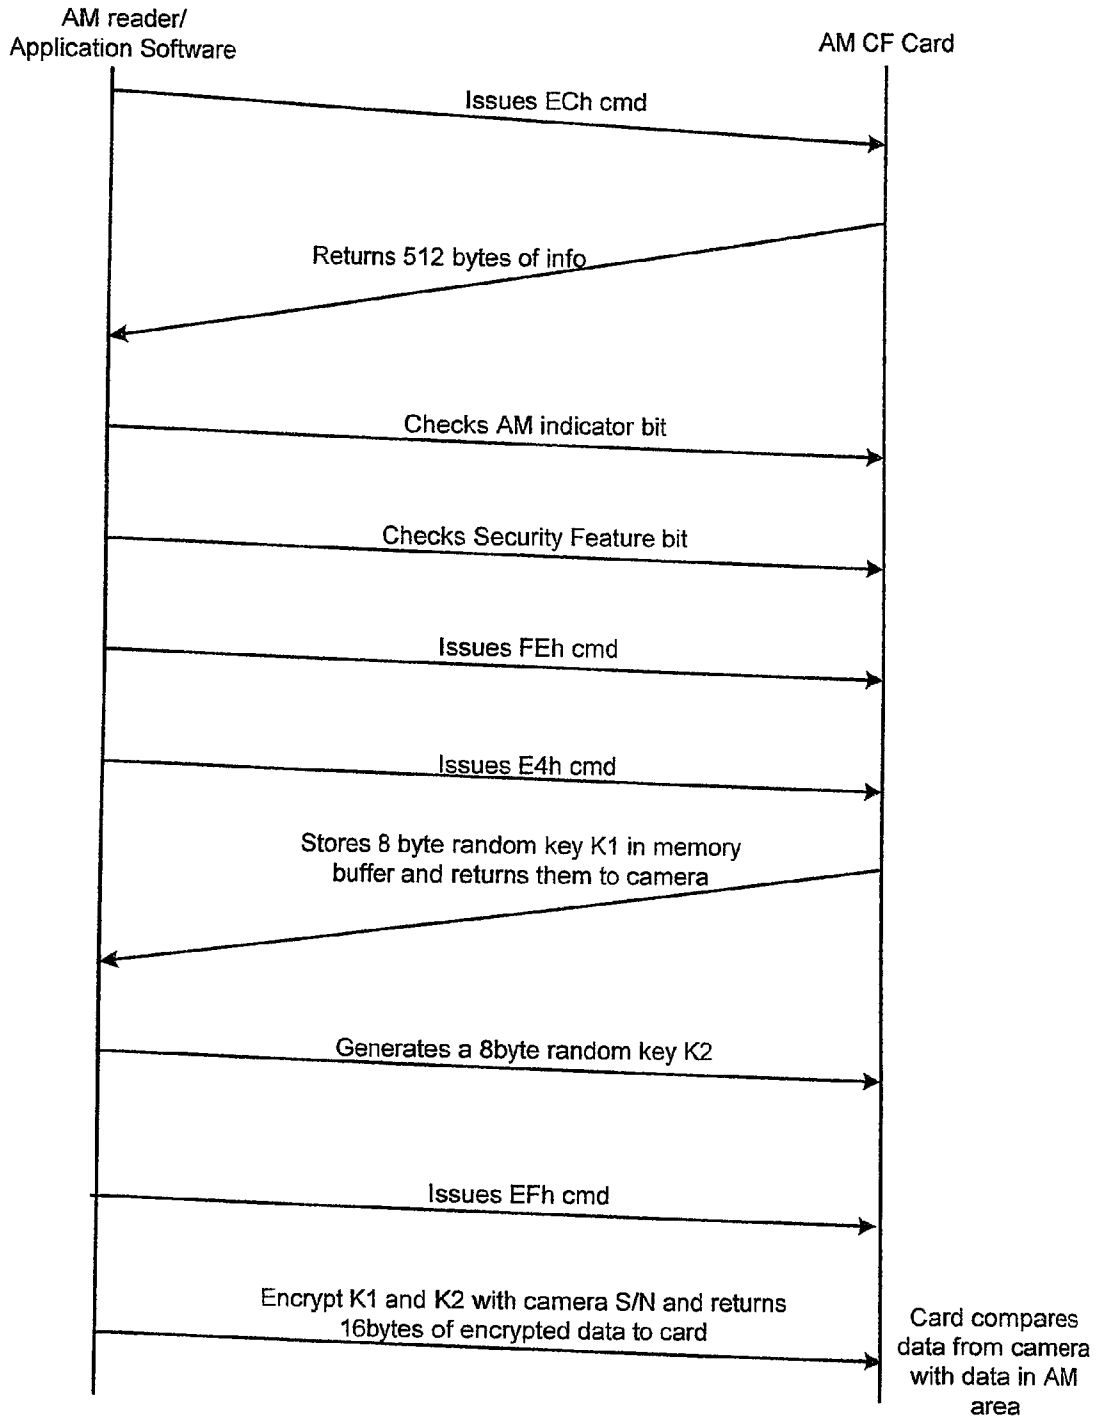 AM reader/
Application Software
AM CF Card
Issues ECh cmd
Returns 512 bytes of info
Checks AM indicator bit
Checks Security Feature bit
Issues FEh cmd
Issues E4h cmd
Stores 8 byte random key K1 in memory
buffer and returns them to camera
Generates a 8byte random key K2
Issues EFh cmd
Encrypt K1 and K2 with camera S/N and returns
16bytes of encrypted data to card
Card compares
data from camera
with data in AM
area